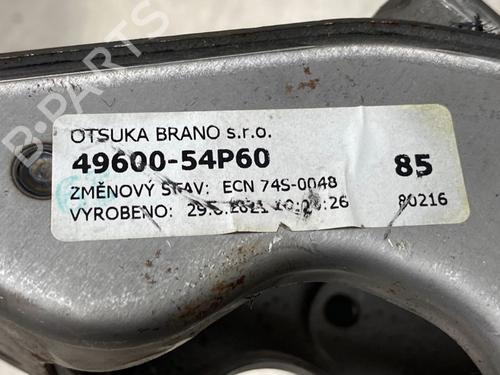 OTSUKA BRANO s.r.o.
49600-54P60 85
ZMĚNOVÝ STAV: ECN 74S-0048
VYROBENO: 80216
B-PARTS